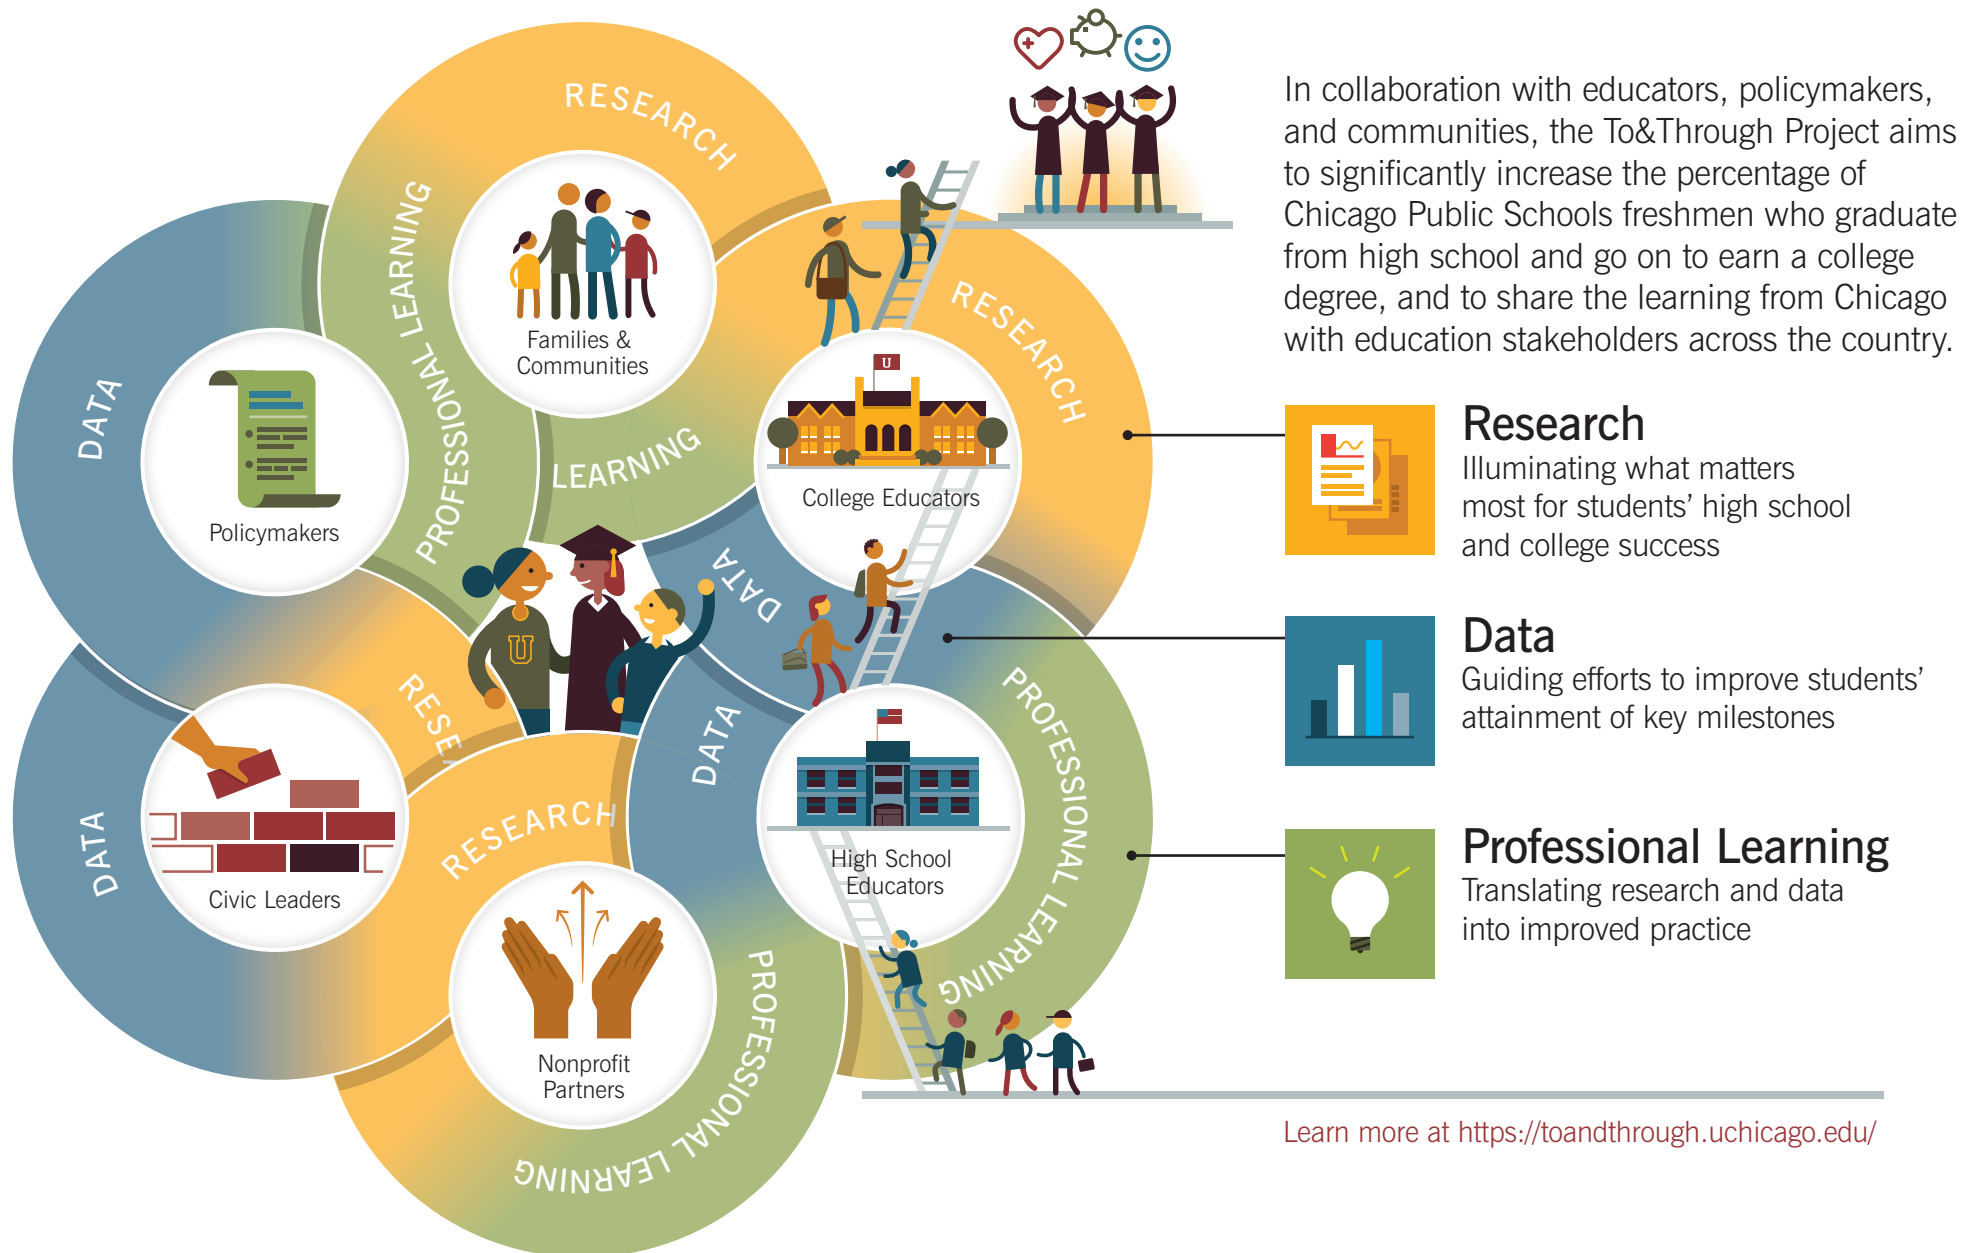 RESEARCH
PROFESSIONAL LEARNING
Families &
Communities
DATA
Policymakers
RESEARCH
U
College Educators
LEARNING
DATA
U
RESE
DATA
Civic Leaders
RESEARCH
DATA
PROFESSIONAL LEARNING
High School
Educators
Nonprofit
Partners
PROFESSIONAL LEARNING
In collaboration with educators, policymakers,
and communities, the To&Through Project aims
to significantly increase the percentage of
Chicago Public Schools freshmen who graduate
from high school and go on to earn a college
degree, and to share the learning from Chicago
with education stakeholders across the country.
Research
Illuminating what matters
most for students’ high school
and college success
Data
Guiding efforts to improve students’
attainment of key milestones
Professional Learning
Translating research and data
into improved practice
Learn more at https://toandthrough.uchicago.edu/